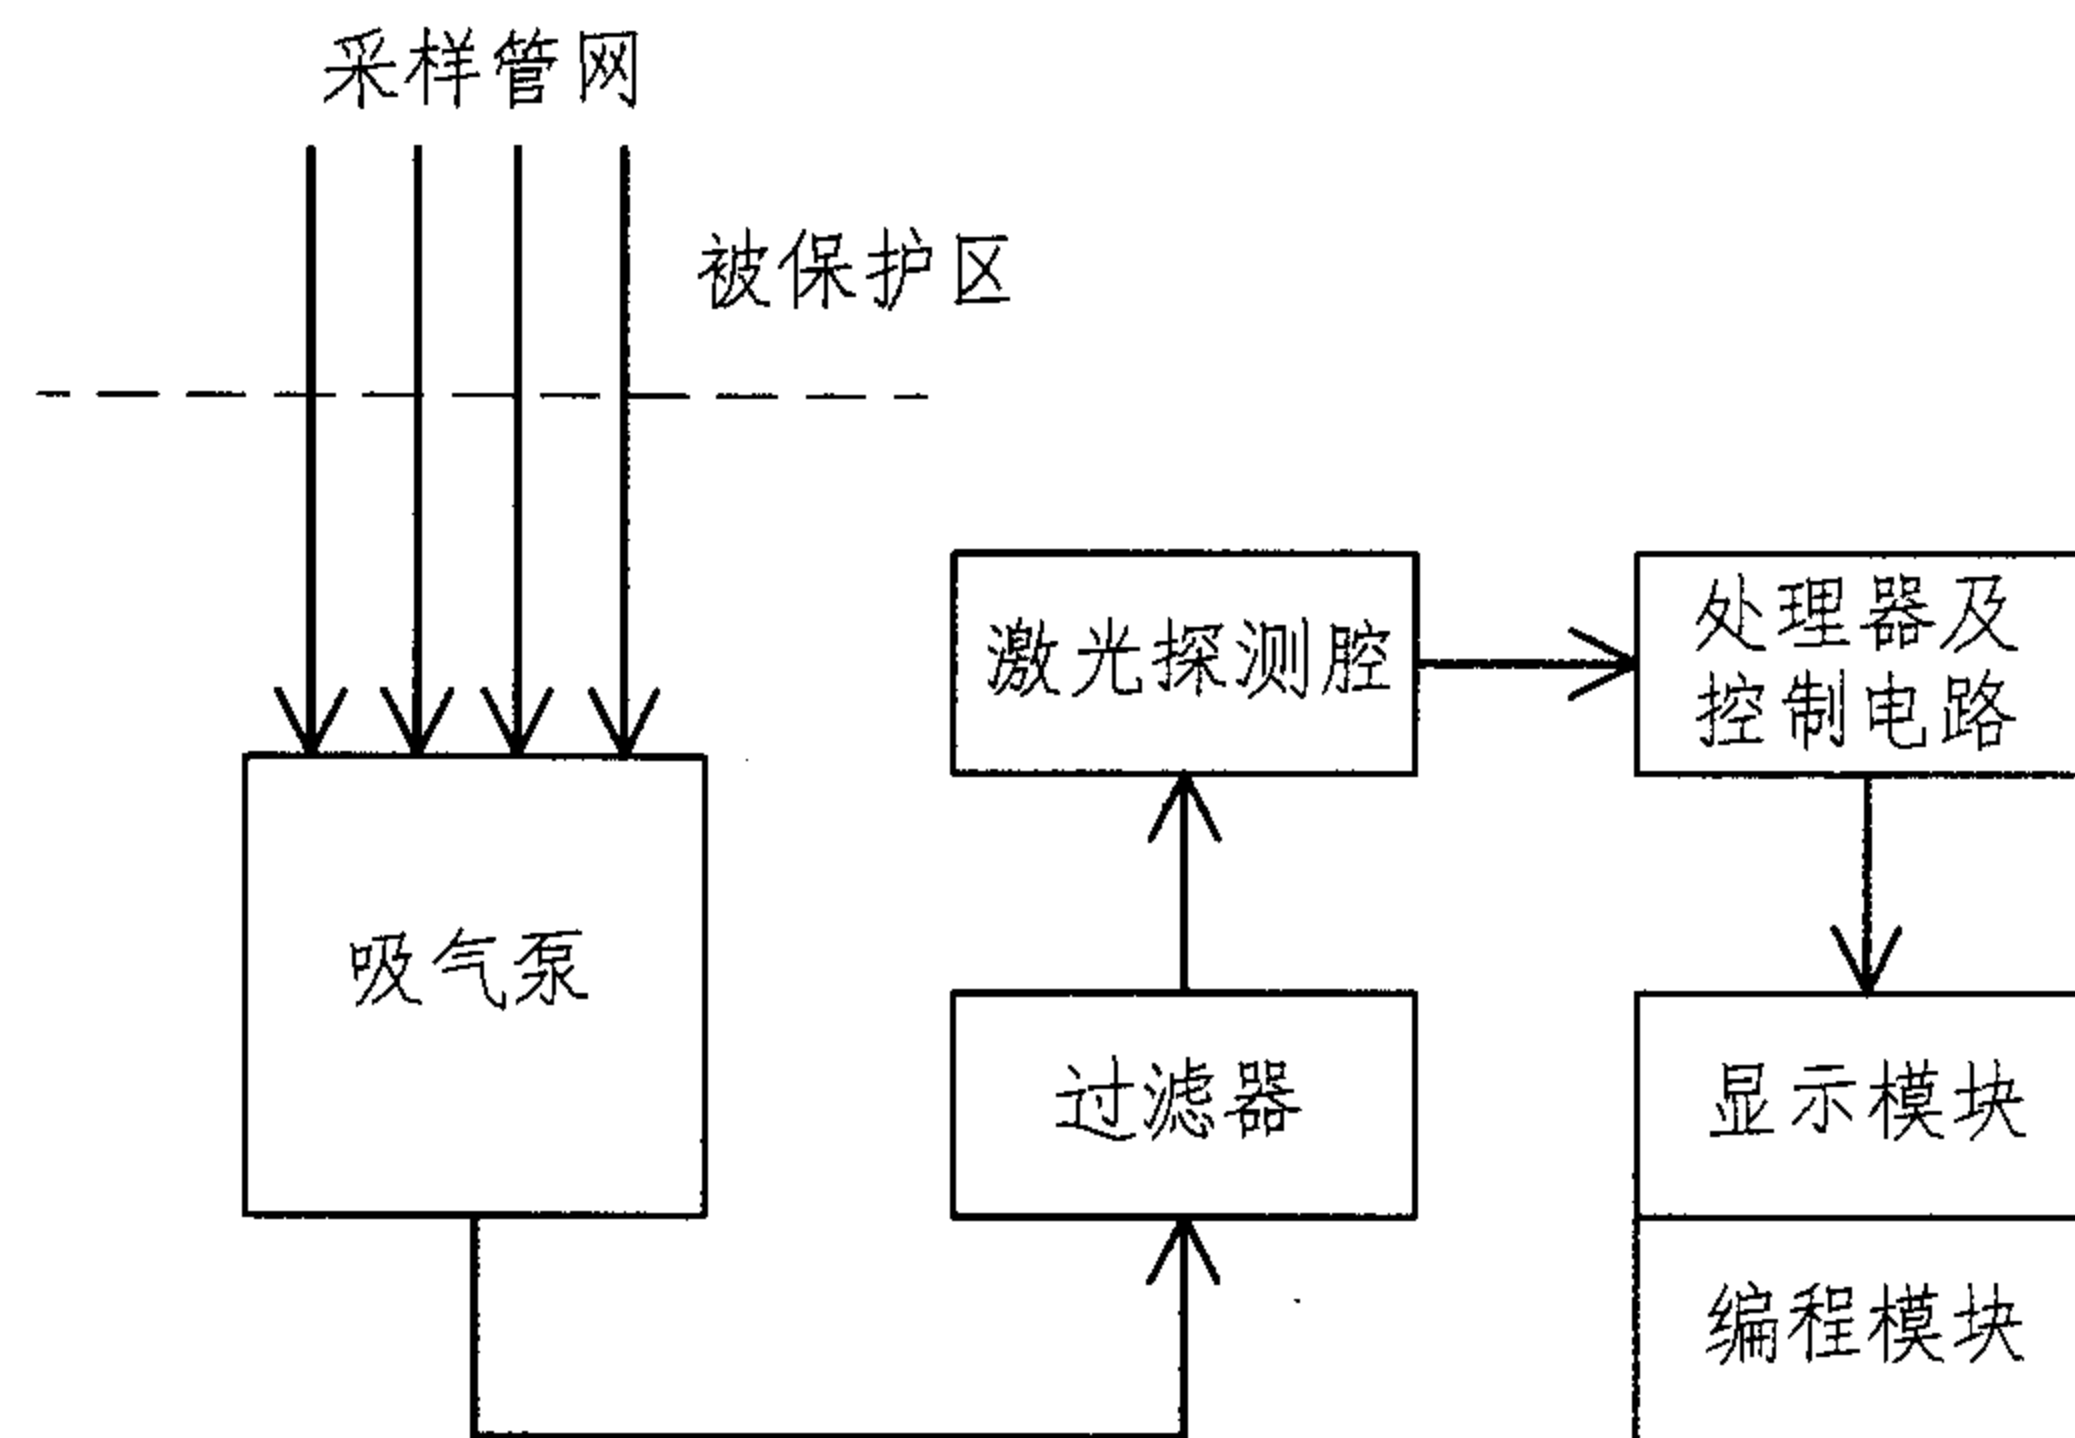 采样管网
被保护区
激光探测腔
处理器及
控制电路
吸气泵
过滤器
显示模块
编程模块